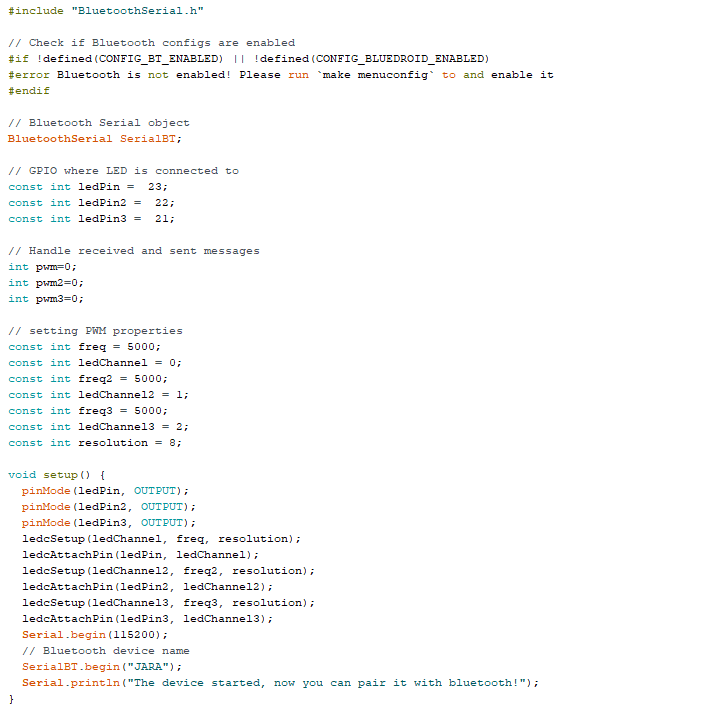 #include "BluetoothSerial.h"

// Check if Bluetooth configs are enabled
#if !defined(CONFIG_BT_ENABLED) || !defined(CONFIG_BLUEDROID_ENABLED)
#error Bluetooth is not enabled! Please run `make menuconfig` to and enable it
#endif

// Bluetooth Serial object
BluetoothSerial SerialBT;

// GPIO where LED is connected to
const int ledPin =  23;
const int ledPin2 =  22;
const int ledPin3 =  21;

// Handle received and sent messages
int pwm=0;
int pwm2=0;
int pwm3=0;

// setting PWM properties
const int freq = 5000;
const int ledChannel = 0;
const int freq2 = 5000;
const int ledChannel2 = 1;
const int freq3 = 5000;
const int ledChannel3 = 2;
const int resolution = 8;

void setup() {
  pinMode(ledPin, OUTPUT);
  pinMode(ledPin2, OUTPUT);
  pinMode(ledPin3, OUTPUT);
  ledcSetup(ledChannel, freq, resolution);
  ledcAttachPin(ledPin, ledChannel);
  ledcSetup(ledChannel2, freq2, resolution);
  ledcAttachPin(ledPin2, ledChannel2);
  ledcSetup(ledChannel3, freq3, resolution);
  ledcAttachPin(ledPin3, ledChannel3);
  Serial.begin(115200);
  // Bluetooth device name
  SerialBT.begin("JARA");
  Serial.println("The device started, now you can pair it with bluetooth!");
}